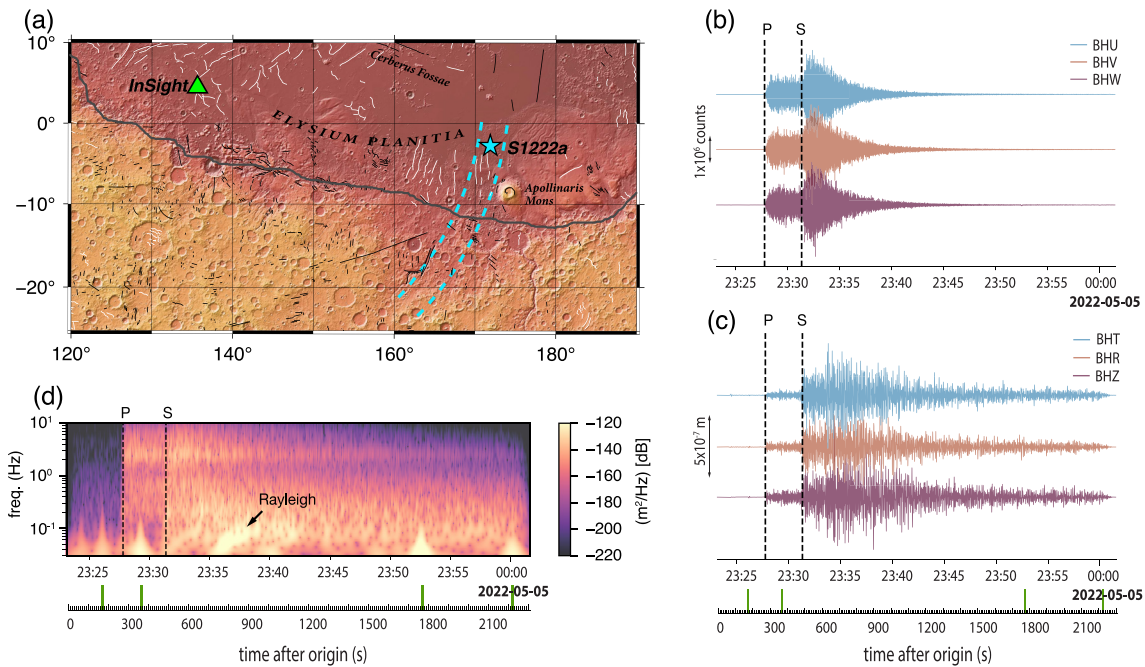 (a)
10°
0°
−10°
−20°
120°
140°
160°
180°
InSight
Cerberus Fossae
ELYSIUM PLANITIA
S1222a
Apollinaris
Mons
(b)
P
S
BHU
BHV
BHW
1x10⁶ counts
23:25
23:30
23:35
23:40
23:45
23:50
23:55
00:00
2022-05-05
(c)
P
S
BHT
BHR
BHZ
5x10⁻⁷ m
23:25
23:30
23:35
23:40
23:45
23:50
23:55
00:00
2022-05-05
0
300
600
900
1200
1500
1800
2100
time after origin (s)
(d)
P
S
10¹
10⁰
10⁻¹
freq. (Hz)
Rayleigh
−120
−140
−160
−180
−200
−220
(m²/Hz) [dB]
23:25
23:30
23:35
23:40
23:45
23:50
23:55
00:00
2022-05-05
0
300
600
900
1200
1500
1800
2100
time after origin (s)